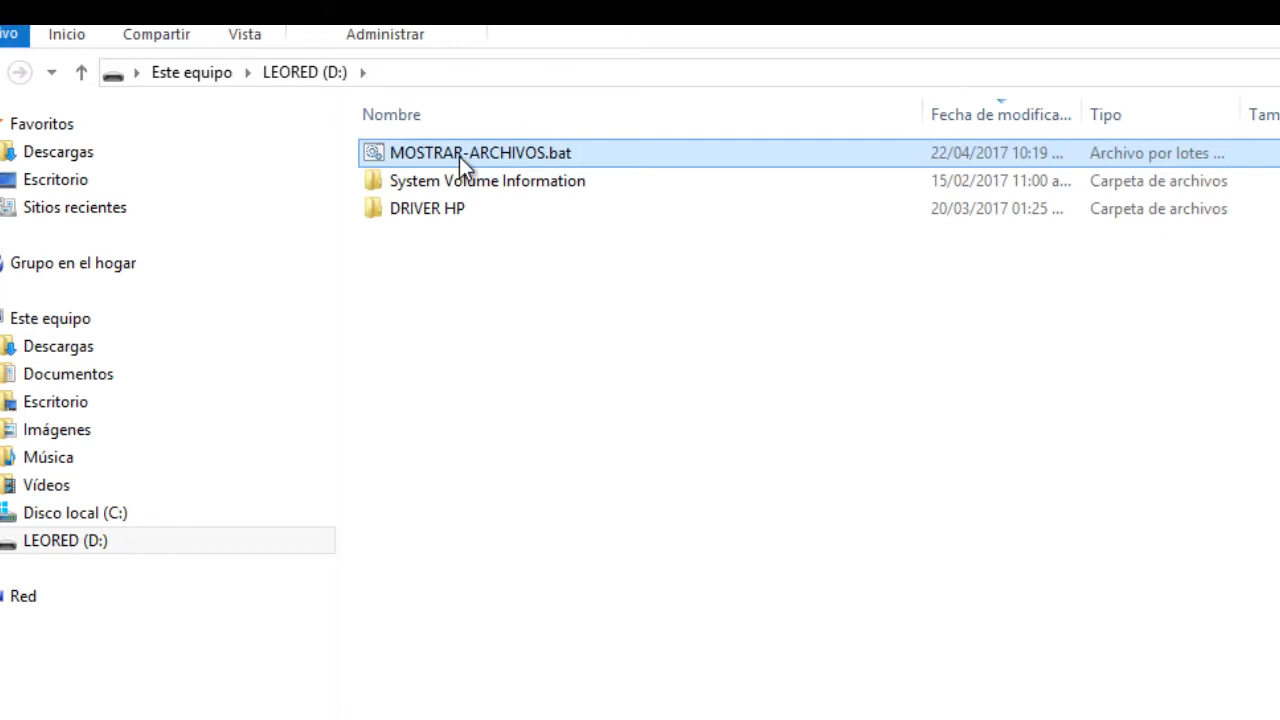 ivo Inicio Compartir Vista Administrar
Este equipo LEORED (D:)
Nombre Fecha de modifica... Tipo Tam
MOSTRAR-ARCHIVOS.bat 22/04/2017 10:19 ... Archivo por lotes ...
System Volume Information 15/02/2017 11:00 a... Carpeta de archivos
DRIVER HP 20/03/2017 01:25 ... Carpeta de archivos
Favoritos
Descargas
Escritorio
Sitios recientes
Grupo en el hogar
Este equipo
Descargas
Documentos
Escritorio
Imágenes
Música
Vídeos
Disco local (C:)
LEORED (D:)
Red